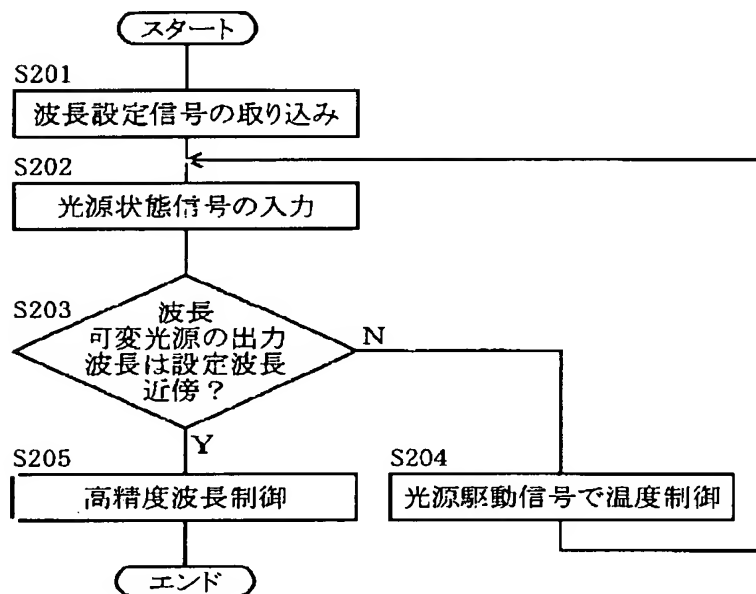 スタート
S201
波長設定信号の取り込み
S202
光源状態信号の入力
S203
波長
可変光源の出力
波長は設定波長
近傍?
N
Y
S205
高精度波長制御
S204
光源駆動信号で温度制御
エンド